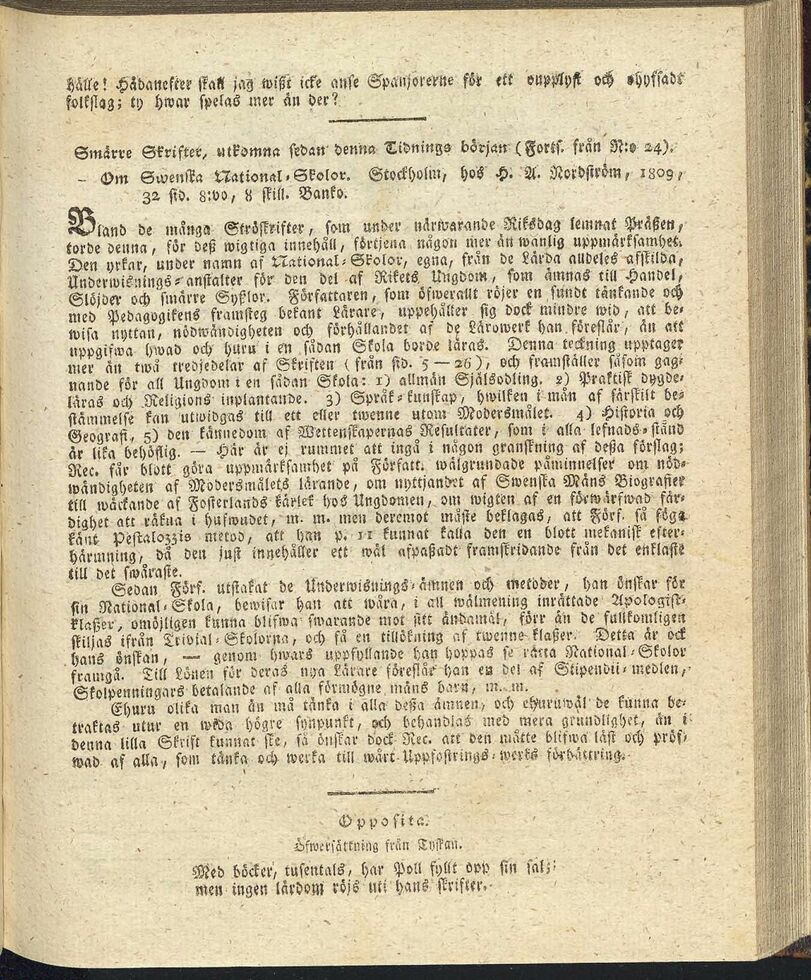 hälle! Hädanefter skall jag wißt icke anse Spanjorerne för ett oupplyst och ohyfsadt
folkslag; ty hwar spelas mer än der?
Smärre Skrifter, utkomna sedan denna Tidnings början (Forts. från N:o 24).
— Om Swenska National-Skolor. Stockholm, hos H. A. Nordström, 1809,
32 sid. 8:vo, 8 skill. Banko.
Bland de många Ströskrifter, som under närwarande Riksdag lemnat Präßen,
torde denna, för deß wigtiga innehåll, förtjena någon mer än wanlig uppmärksamhet.
Den yrkar, under namn af National-Skolor, egna, från de Lärda aldeles afskilda,
Underwisnings-anstalter för den del af Rikets Ungdom, som ämnas till Handel,
Slöjder och smärre Syßlor. Författaren, som öfwerallt röjer en sundt tänkande och
med Pedagogikens framsteg bekant Lärare, uppehåller sig dock mindre wid, att be-
wisa nyttan, nödwändigheten och förhållandet af de Lärowerk han föreslår, än att
uppgifwa hwad och huru i en sådan Skola borde läras. Denna teckning upptager
mer än twå tredjedelar af Skriften (från sid. 5—26), och framställer såsom gag-
nande för all Ungdom i en sådan Skola: 1) allmän Själsodling. 2) Praktisk dygde-
läras och Religions inplantande. 3) Språk-kunskap, hwilken i mån af särskilt be-
stämmelse kan utwidgas till ett eller twenne utom Modersmålet. 4) Historia och
Geografi, 5) den kännedom af Wettenskapernas Resultater, som i alla lefnads-stånd
är lika behöflig. — Här är ej rummet att ingå i någon granskning af deßa förslag;
Rec. får blott göra uppmärksamhet på Författ. wälgrundade påminnelser om nöd-
wändigheten af Modersmålets lärande, om nyttjandet af Swenska Mäns Biografier
till wäckande af Fosterlands kärlek hos Ungdomen, om wigten af en förwärfwad fär-
dighet att räkna i hufwudet, m. m. men deremot måste beklagas, att Förf. så föga
känt Pestalozzis metod, att han p. 11 kunnat kalla den en blott mekanisk efter-
härmning, då den just innehåller ett wäl afpaßadt framskridande från det enklaste
till det swåraste.
Sedan Förf. utstakat de Underwisnings-ämnen och metoder, han önskar för
sin National-Skola, bewisar han att wåra, i all wälmening inrättade Apologist-
klaßer, omöjligen kunna blifwa swarande mot sitt ändamål, förr än de fullkomligen
skiljas ifrån Trivial-Skolorna, och få en tillökning af twenne klaßer. Detta är ock
hans önskan, — genom hwars uppfyllande han hoppas se rätta National-Skolor
framgå. Till Lönen för deras nya Lärare föreslår han en del af Stipendii-medlen,
Skolpenningars betalande af alla förmögne mäns barn, m. m.
Ehuru olika man än må tänka i alla deßa ämnen, och ehuruwäl de kunna be-
traktas utur en wida högre synpunkt, och behandlas med mera grundlighet, än i
denna lilla Skrift kunnat ske, så önskar dock Rec. att den måtte blifwa läst och pröf-
wad af alla, som tänka och werka till wårt Uppfostrings-werks förbättring.
Opposita.
Öfwersättning från Tyskan.
Med böcker, tusentals, har Poll fyllt opp sin sal;
men ingen lärdom röjs uti hans skrifter.